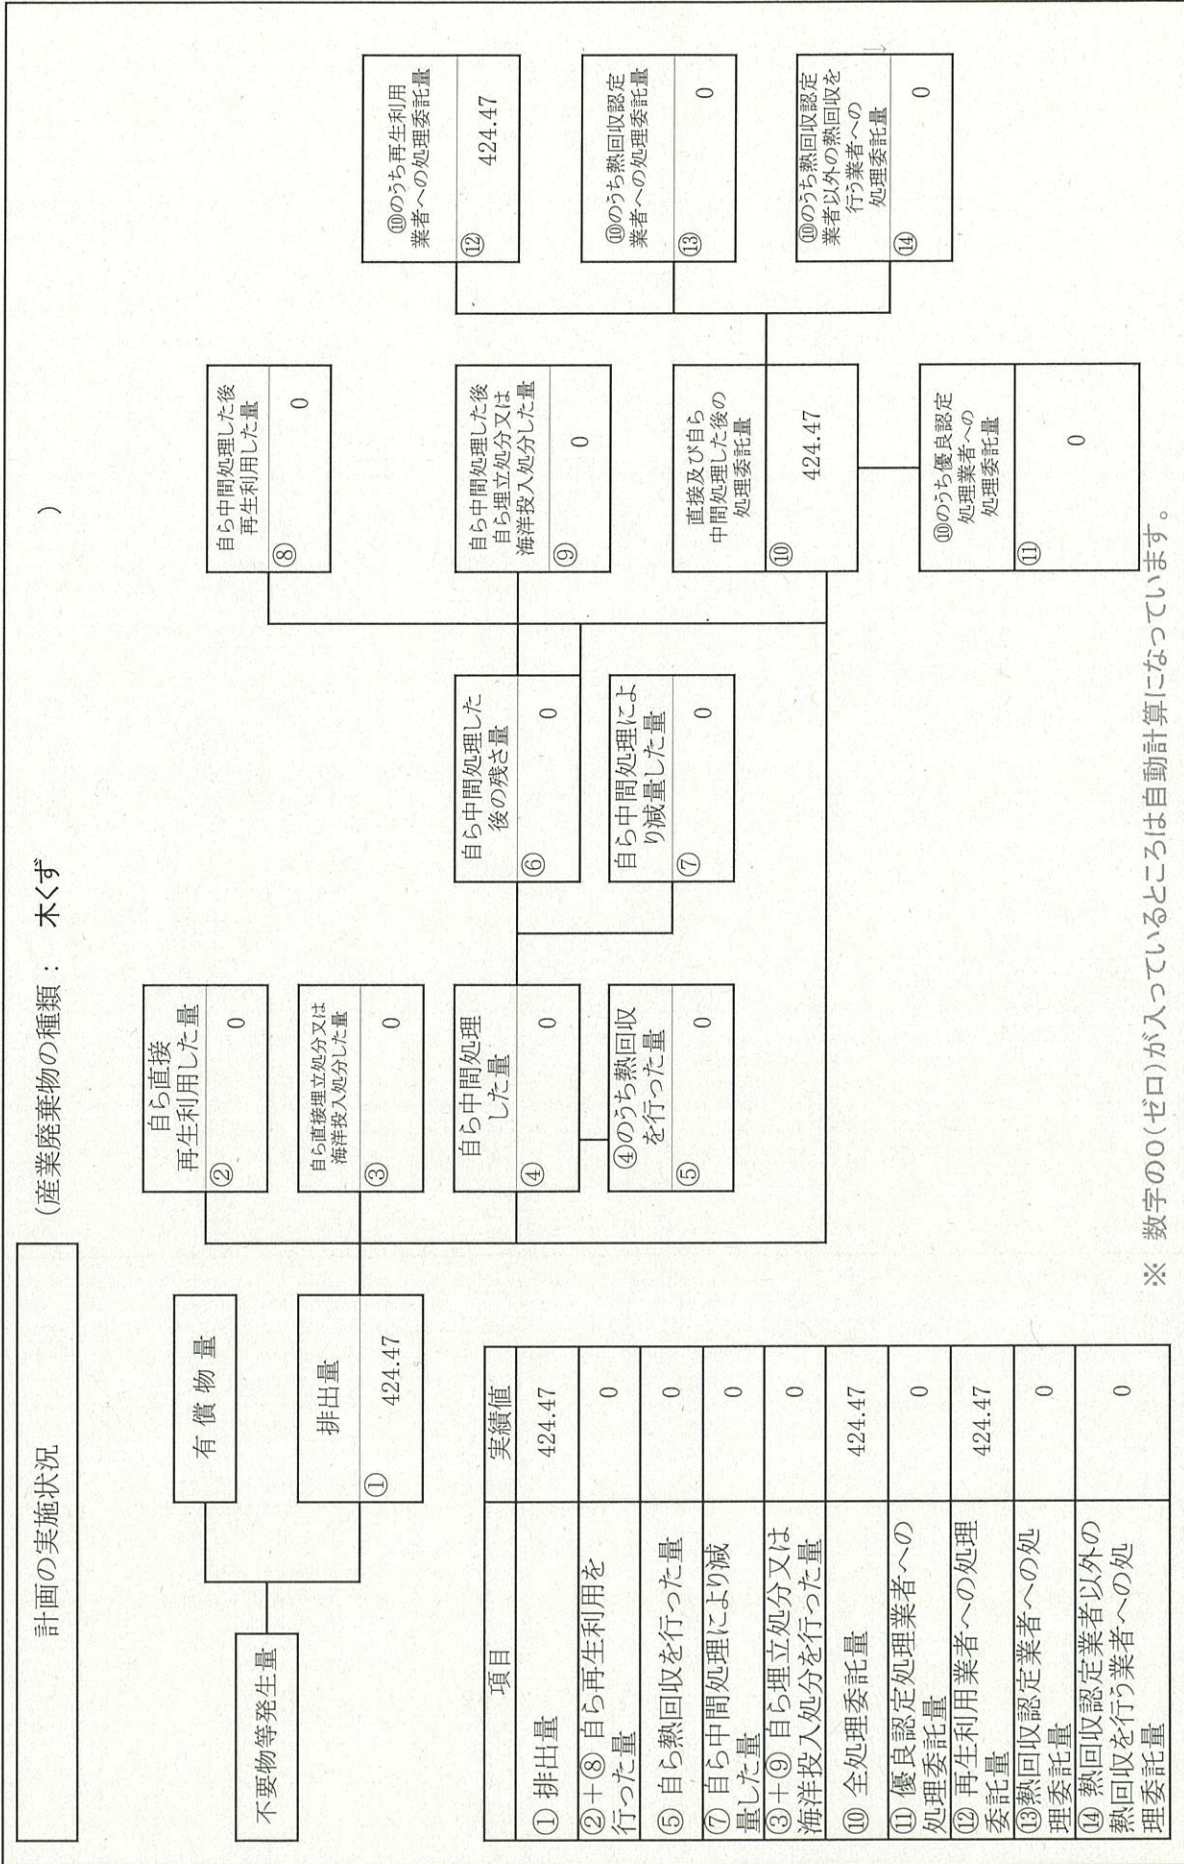 計画の実施状況
(産業廃棄物の種類： 木くず )
不要物等発生量
有 償 物 量
排出量
① 424.47
自ら直接
再生利用した量
② 0
自ら直接埋立処分又は
海洋投入処分した量
③ 0
自ら中間処理
した量
④ 0
④のうち熱回収
を行った量
⑤ 0
自ら中間処理した
後の残さ量
⑥ 0
自ら中間処理によ
り減量した量
⑦ 0
自ら中間処理した後
再生利用した量
⑧ 0
自ら中間処理した後
自ら埋立処分又は
海洋投入処分した量
⑨ 0
直接及び自ら
中間処理した後の
処理委託量
⑩ 424.47
⑩のうち優良認定
処理業者への
処理委託量
⑪ 0
⑩のうち再生利用
業者への処理委託量
⑫ 424.47
⑩のうち熱回収認定
業者への処理委託量
⑬ 0
⑩のうち熱回収認定
業者以外の熱回収を
行う業者への
処理委託量
⑭ 0
項目 実績値
① 排出量 424.47
②+⑧ 自ら再生利用を
行った量 0
⑤ 自ら熱回収を行った量 0
⑦ 自ら中間処理により減
量した量 0
③+⑨ 自ら埋立処分又は
海洋投入処分を行った量 0
⑩ 全処理委託量 424.47
⑪ 優良認定処理業者への
処理委託量 0
⑫ 再生利用業者への処理
委託量 424.47
⑬熱回収認定業者への処
理委託量 0
⑭ 熱回収認定業者以外の
熱回収を行う業者への処
理委託量 0
※ 数字の0(ゼロ)が入っているところは自動計算になっています。